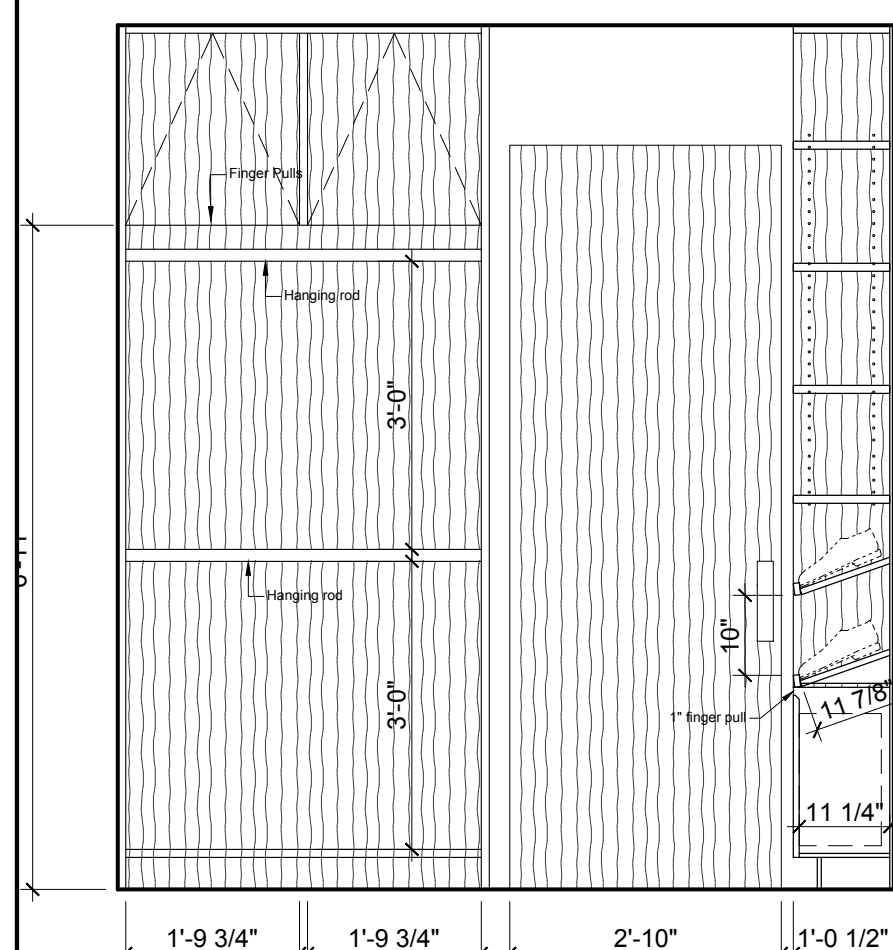 Finger Pulls
Hanging rod
3'-0"
Hanging rod
10"
3'-0"
11 7/8"
1" finger pull
11 1/4"
1'-9 3/4"
1'-9 3/4"
2'-10"
1'-0 1/2"